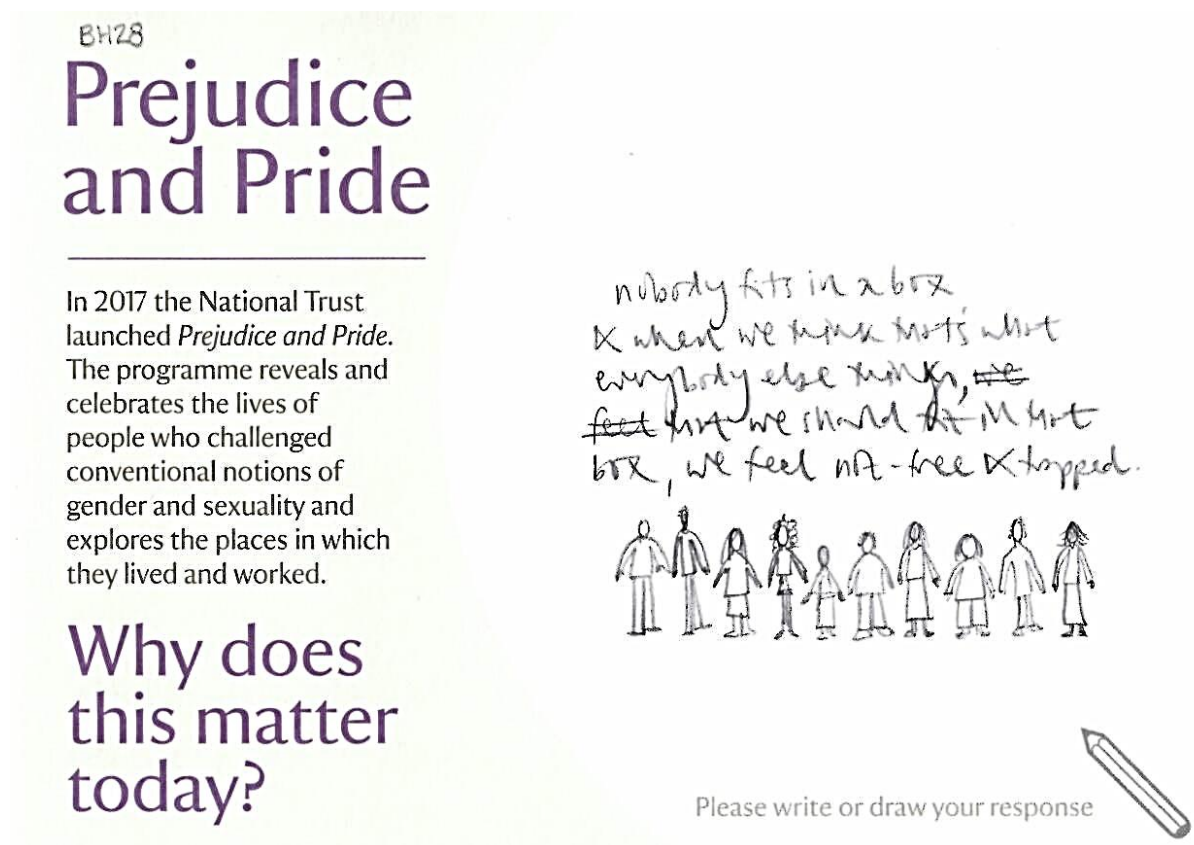 BH28
Prejudice
and Pride
In 2017 the National Trust
launched Prejudice and Pride.
The programme reveals and
celebrates the lives of
people who challenged
conventional notions of
gender and sexuality and
explores the places in which
they lived and worked.
Why does
this matter
today?
nobody fits in a box
& when we think that's what
everybody else thinks, we
feel that we should fit in that
box, we feel not-free & trapped.
Please write or draw your response